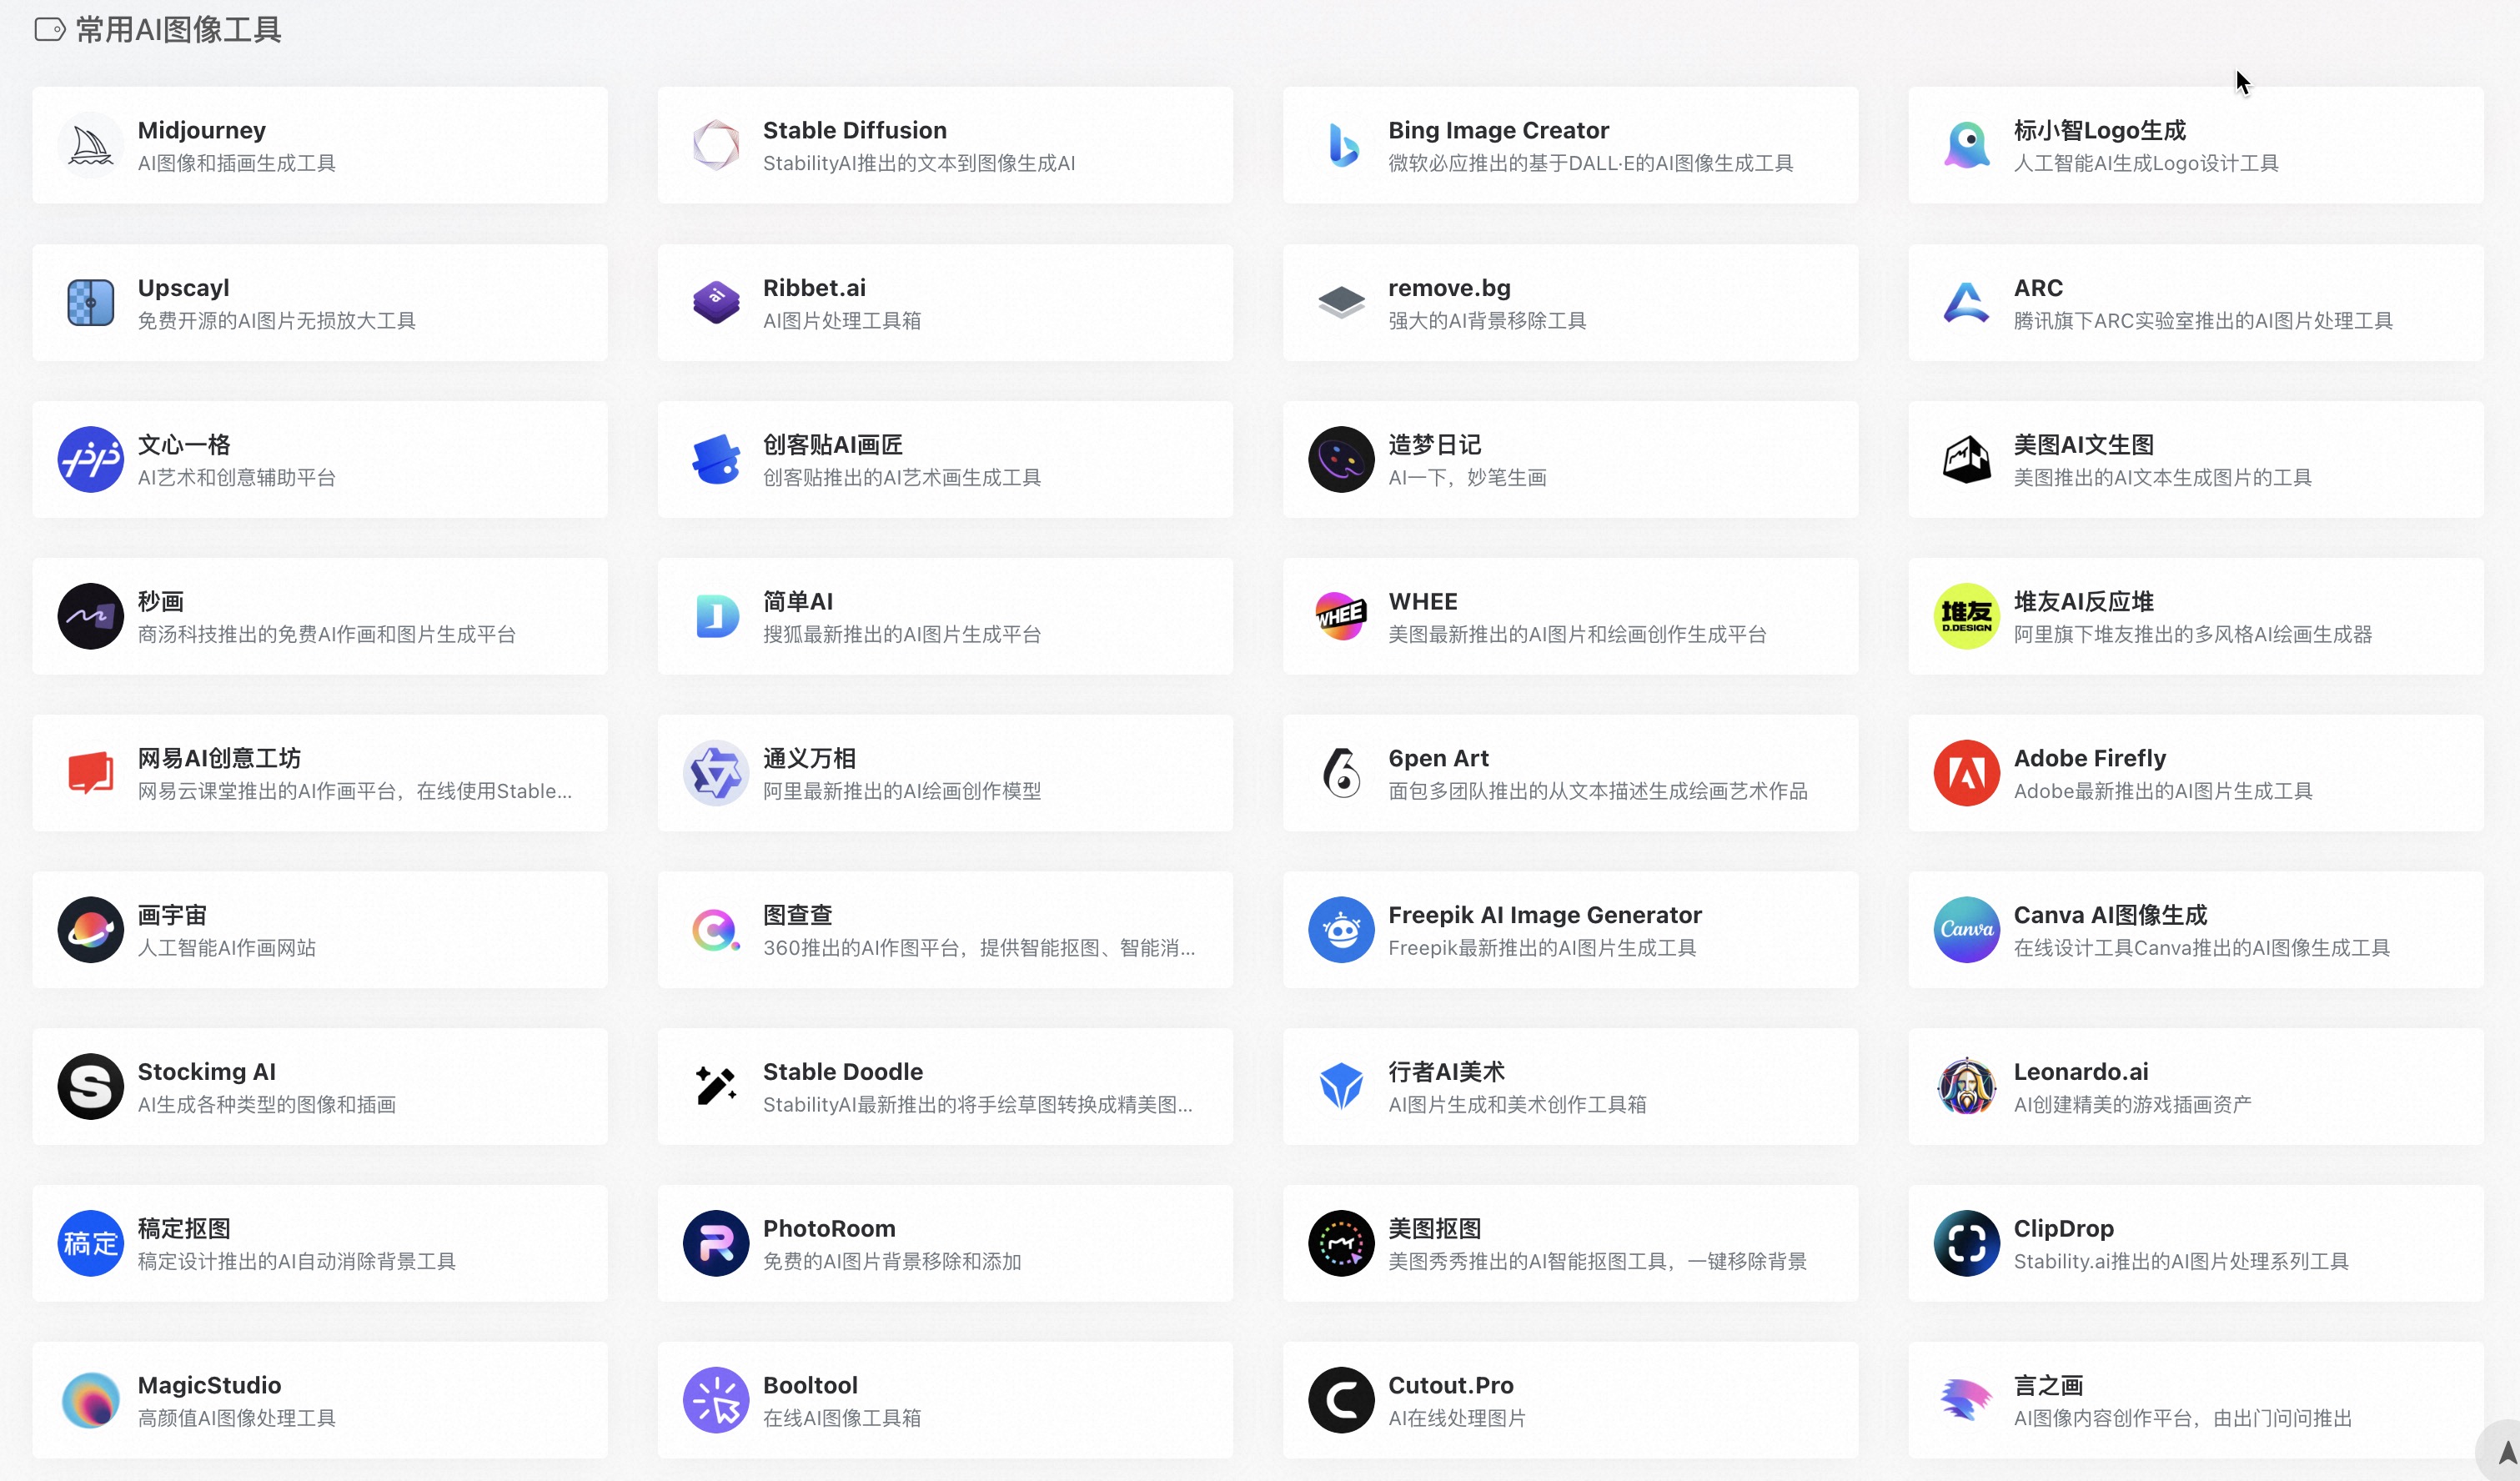 常用AI图像工具
Midjourney
AI图像和插画生成工具
Stable Diffusion
StabilityAI推出的文本到图像生成AI
Bing Image Creator
微软必应推出的基于DALL·E的AI图像生成工具
标小智Logo生成
人工智能AI生成Logo设计工具
Upscayl
免费开源的AI图片无损放大工具
ai
Ribbet.ai
AI图片处理工具箱
remove.bg
强大的AI背景移除工具
ARC
腾讯旗下ARC实验室推出的AI图片处理工具
文心一格
AI艺术和创意辅助平台
创客贴AI画匠
创客贴推出的AI艺术画生成工具
造梦日记
AI一下，妙笔生画
美图AI文生图
美图推出的AI文本生成图片的工具
秒画
商汤科技推出的免费AI作画和图片生成平台
简单AI
搜狐最新推出的AI图片生成平台
WHEE
WHEE
美图最新推出的AI图片和绘画创作生成平台
堆友
D.DESIGN
堆友AI反应堆
阿里旗下堆友推出的多风格AI绘画生成器
网易AI创意工坊
网易云课堂推出的AI作画平台，在线使用Stable...
通义万相
阿里最新推出的AI绘画创作模型
6pen Art
面包多团队推出的从文本描述生成绘画艺术作品
Adobe Firefly
Adobe最新推出的AI图片生成工具
画宇宙
人工智能AI作画网站
图查查
360推出的AI作图平台，提供智能抠图、智能消...
Freepik AI Image Generator
Freepik最新推出的AI图片生成工具
Canva
Canva AI图像生成
在线设计工具Canva推出的AI图像生成工具
Stockimg AI
AI生成各种类型的图像和插画
Stable Doodle
StabilityAI最新推出的将手绘草图转换成精美图...
行者AI美术
AI图片生成和美术创作工具箱
Leonardo.ai
AI创建精美的游戏插画资产
稿定
稿定抠图
稿定设计推出的AI自动消除背景工具
PhotoRoom
免费的AI图片背景移除和添加
美图抠图
美图秀秀推出的AI智能抠图工具，一键移除背景
ClipDrop
Stability.ai推出的AI图片处理系列工具
MagicStudio
高颜值AI图像处理工具
Booltool
在线AI图像工具箱
Cutout.Pro
AI在线处理图片
言之画
AI图像内容创作平台，由出门问问推出